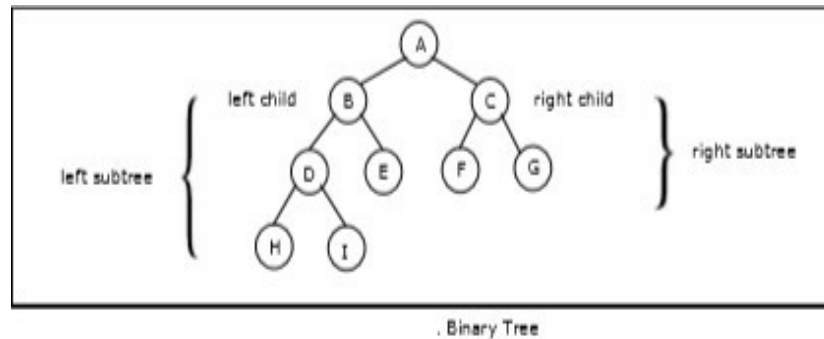 A
left child B C right child
left subtree D E F G right subtree
H I
. Binary Tree